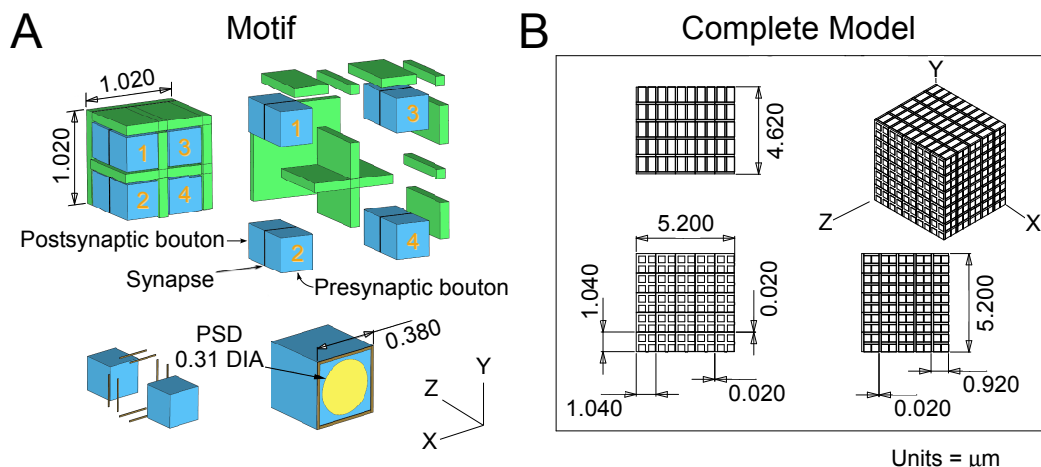 A
Motif
1.020
1.020
1
3
2
4
1
3
2
4
Postsynaptic bouton
Synapse
Presynaptic bouton
PSD
0.31 DIA
0.380
Y
Z
X
B
Complete Model
4.620
Y
Z
X
5.200
1.040
0.020
1.040
0.020
5.200
0.920
0.020
Units = μm